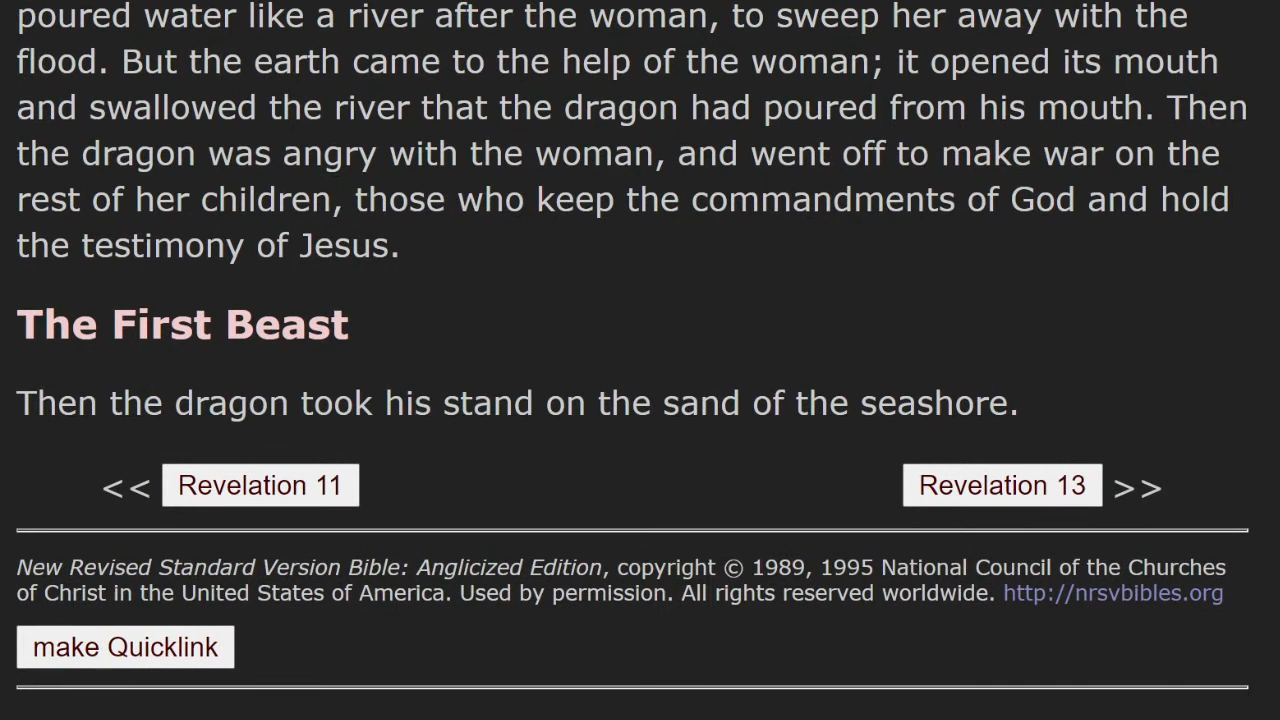 poured water like a river after the woman, to sweep her away with the
flood. But the earth came to the help of the woman; it opened its mouth
and swallowed the river that the dragon had poured from his mouth. Then
the dragon was angry with the woman, and went off to make war on the
rest of her children, those who keep the commandments of God and hold
the testimony of Jesus.
The First Beast
Then the dragon took his stand on the sand of the seashore.
<< Revelation 11 Revelation 13 >>
New Revised Standard Version Bible: Anglicized Edition, copyright © 1989, 1995 National Council of the Churches
of Christ in the United States of America. Used by permission. All rights reserved worldwide. http://nrsvbibles.org
make Quicklink